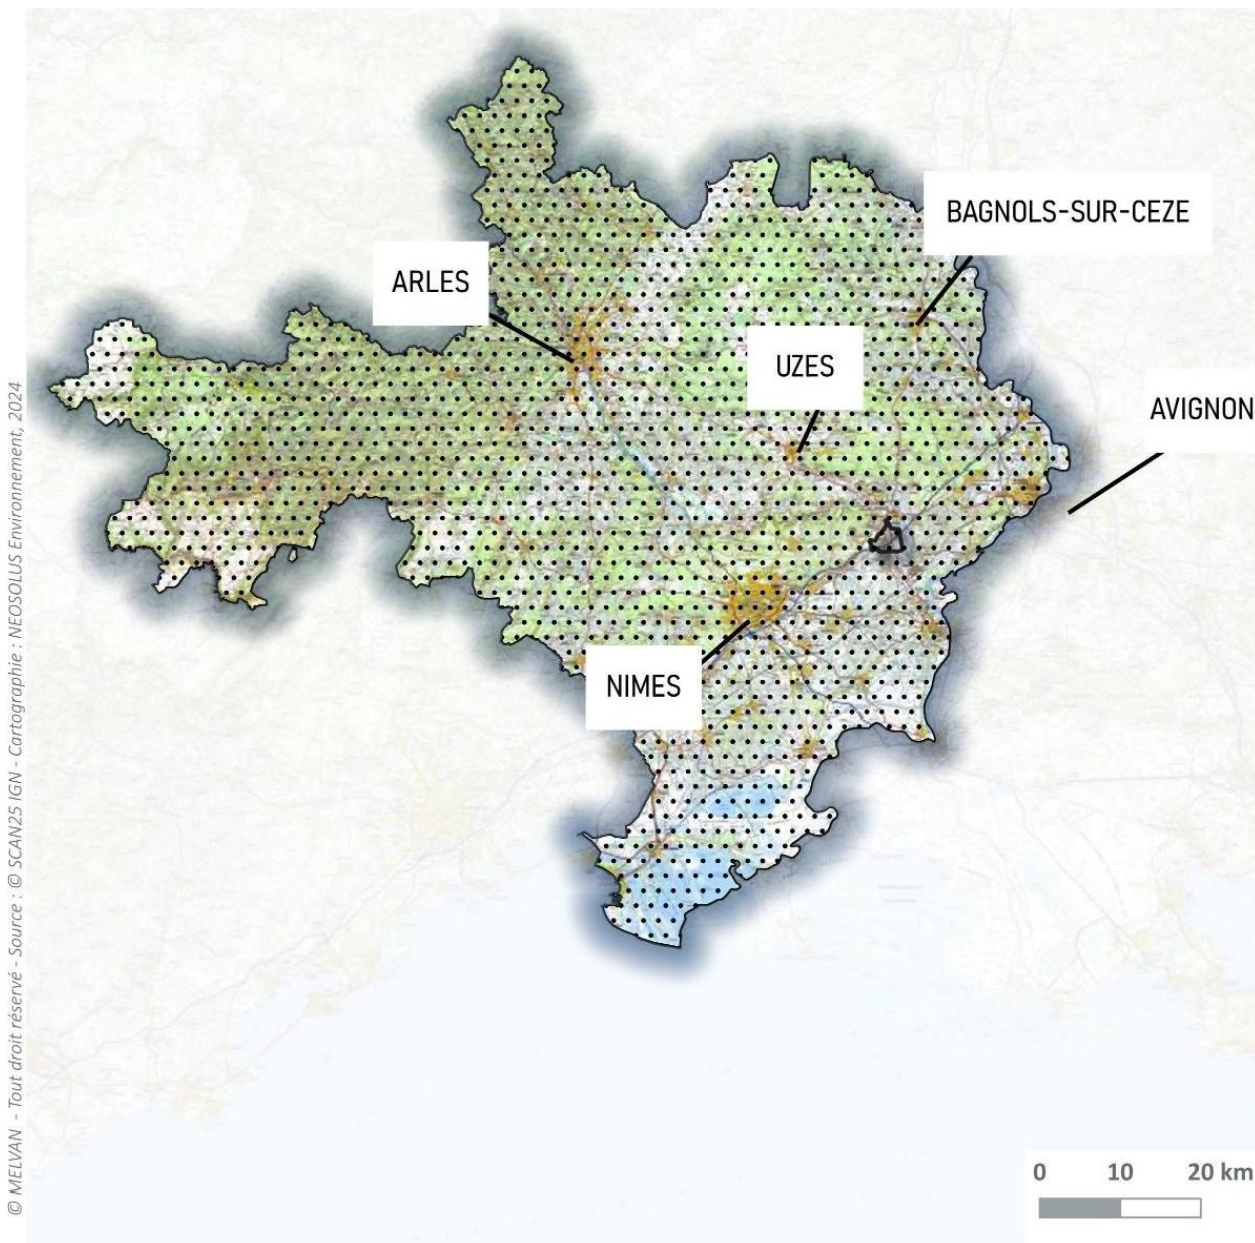 BAGNOLS-SUR-CEZE
ARLES
UZES
AVIGNON
NIMES
© MELVAN - Tout droit réservé - Source : © SCAN25 IGN - Cartographie : NEOSOLUS Environnement, 2024
0 10 20 km